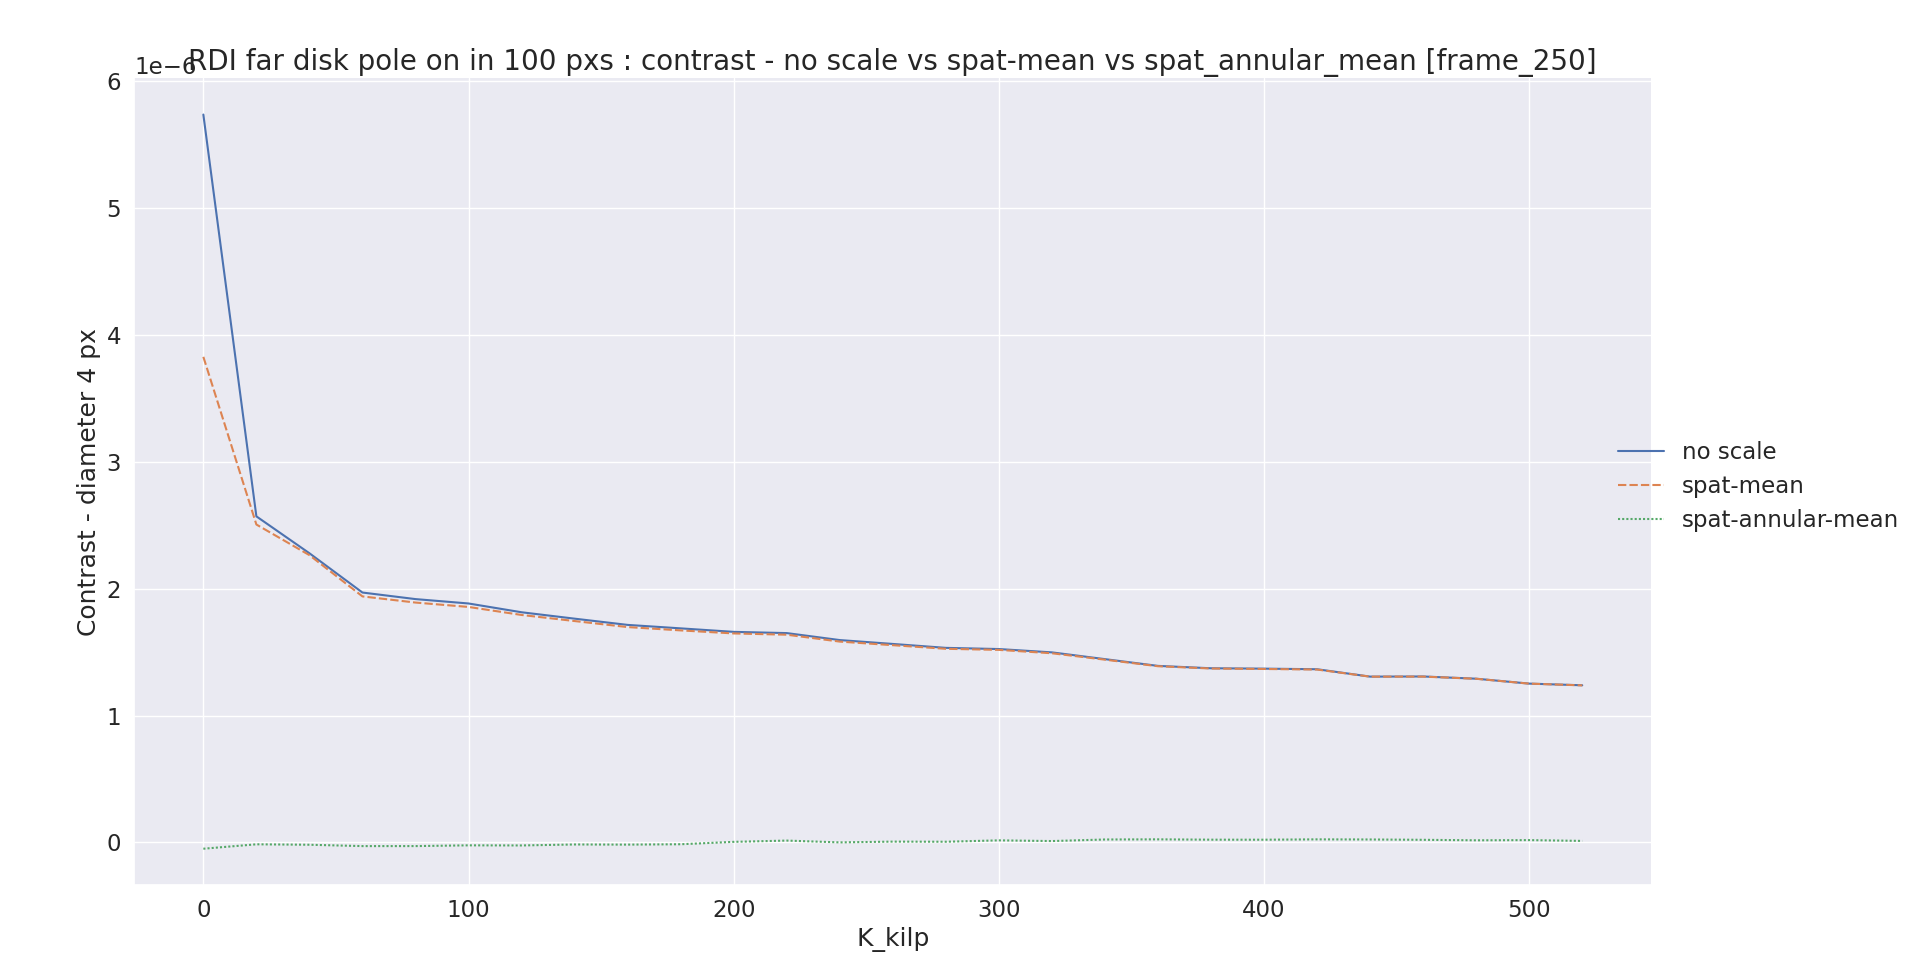 RDI far disk pole on in 100 pxs : contrast - no scale vs spat-mean vs spat_annular_mean [frame_250]
1e−6
6
5
4
3
2
1
0
Contrast - diameter 4 px
0 100 200 300 400 500
K_kilp
no scale
spat-mean
spat-annular-mean